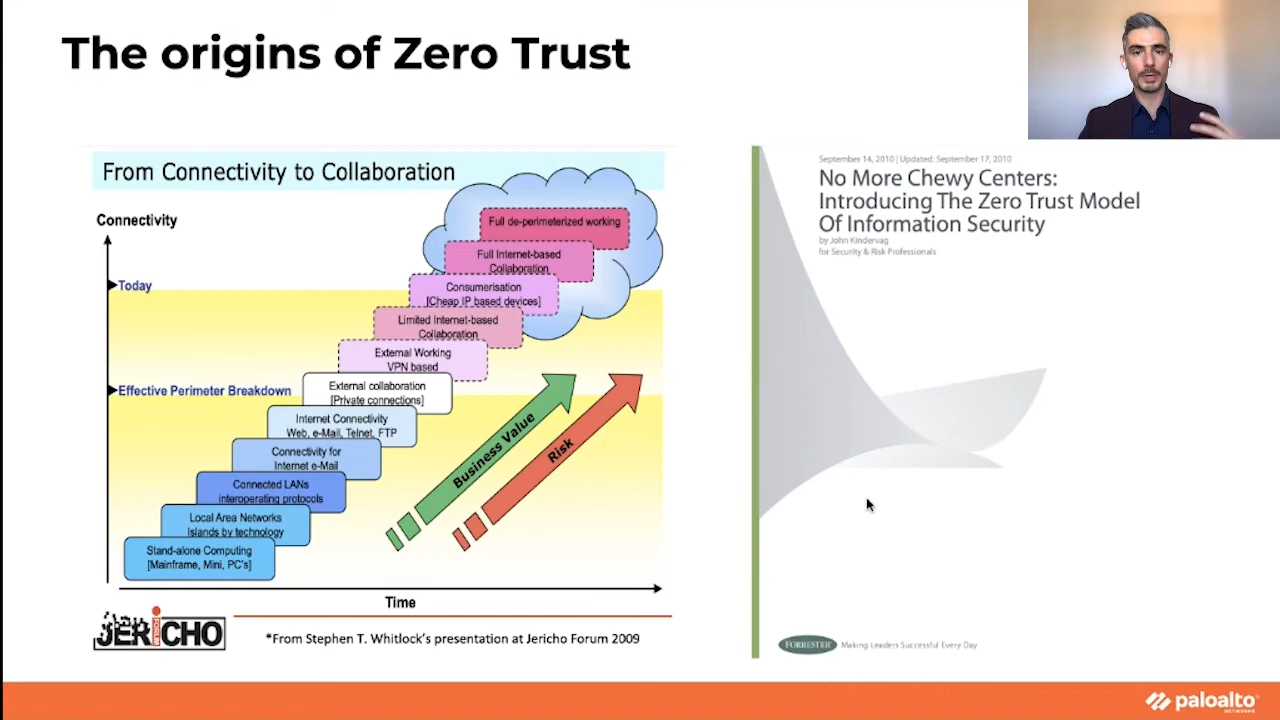 The origins of Zero Trust
From Connectivity to Collaboration
Connectivity
Full de-perimeterized working
Full Internet-based
Collaboration
Today
Consumerisation
[Cheap IP based devices]
Limited Internet-based
Collaboration
External Working
VPN based
Effective Perimeter Breakdown
External collaboration
[Private connections]
Internet Connectivity
Web, e-Mail, Telnet, FTP
Connectivity for
Internet e-Mail
Connected LANs
interoperating protocols
Local Area Networks
Islands by technology
Stand-alone Computing
[Mainframe, Mini, PC's]
Business Value
Risk
Time
JERICHO
FORUM
*From Stephen T. Whitlock's presentation at Jericho Forum 2009
September 14, 2010 | Updated: September 17, 2010
No More Chewy Centers:
Introducing The Zero Trust Model
Of Information Security
by John Kindervag
for Security & Risk Professionals
FORRESTER
Making Leaders Successful Every Day
paloalto
NETWORKS